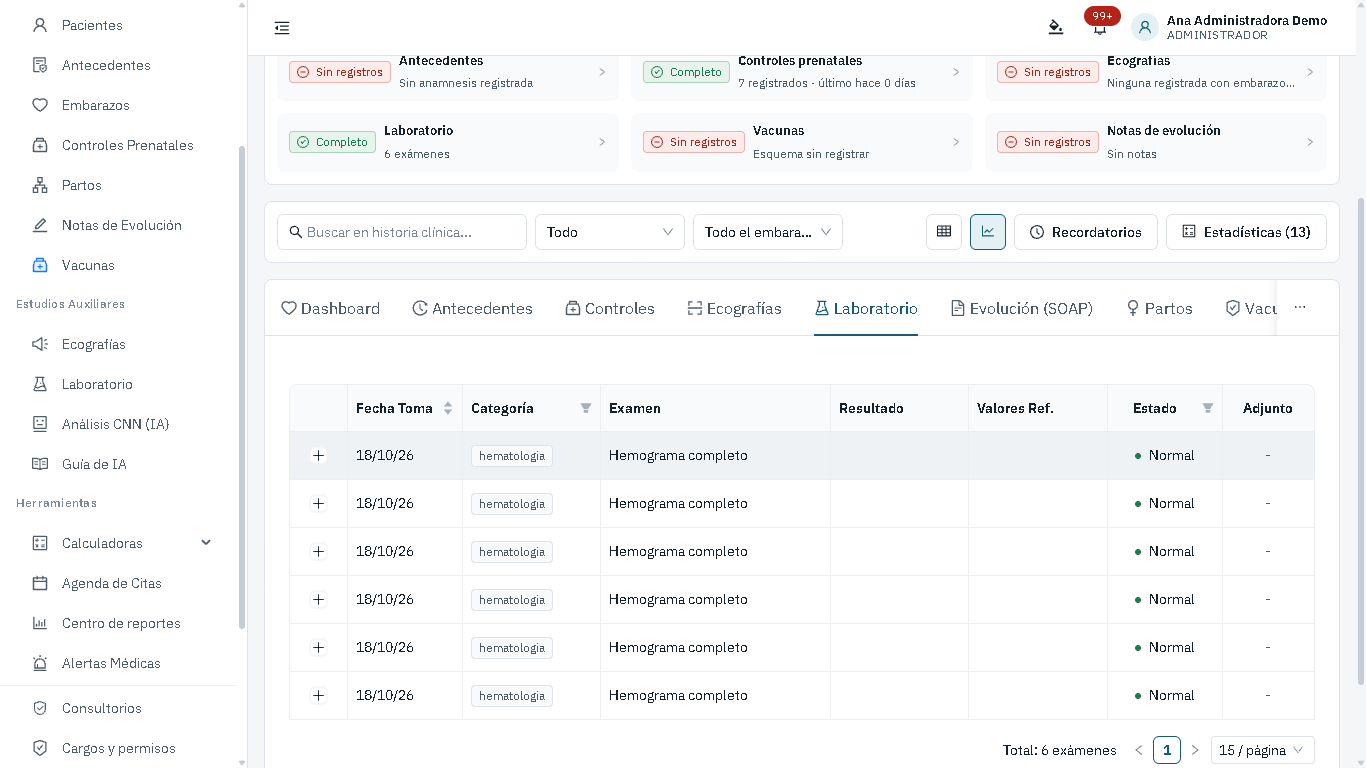 Pacientes
Antecedentes
Embarazos
Controles Prenatales
Partos
Notas de Evolución
Vacunas
Estudios Auxiliares
Ecografías
Laboratorio
Análisis CNN (IA)
Guía de IA
Herramientas
Calculadoras
Agenda de Citas
Centro de reportes
Alertas Médicas
Consultorios
Cargos y permisos
99+
Ana Administradora Demo
ADMINISTRADOR
Sin registros
Antecedentes
Sin anamnesis registrada
Completo
Controles prenatales
7 registrados · último hace 0 días
Sin registros
Ecografías
Ninguna registrada con embarazo...
Completo
Laboratorio
6 exámenes
Sin registros
Vacunas
Esquema sin registrar
Sin registros
Notas de evolución
Sin notas
Buscar en historia clínica...
Todo
Todo el embara...
Recordatorios
Estadísticas (13)
Dashboard
Antecedentes
Controles
Ecografías
Laboratorio
Evolución (SOAP)
Partos
Vacu
...
Fecha Toma Categoría Examen Resultado Valores Ref. Estado Adjunto
18/10/26 hematologia Hemograma completo Normal -
18/10/26 hematologia Hemograma completo Normal -
18/10/26 hematologia Hemograma completo Normal -
18/10/26 hematologia Hemograma completo Normal -
18/10/26 hematologia Hemograma completo Normal -
18/10/26 hematologia Hemograma completo Normal -
Total: 6 exámenes < 1 > 15 / página